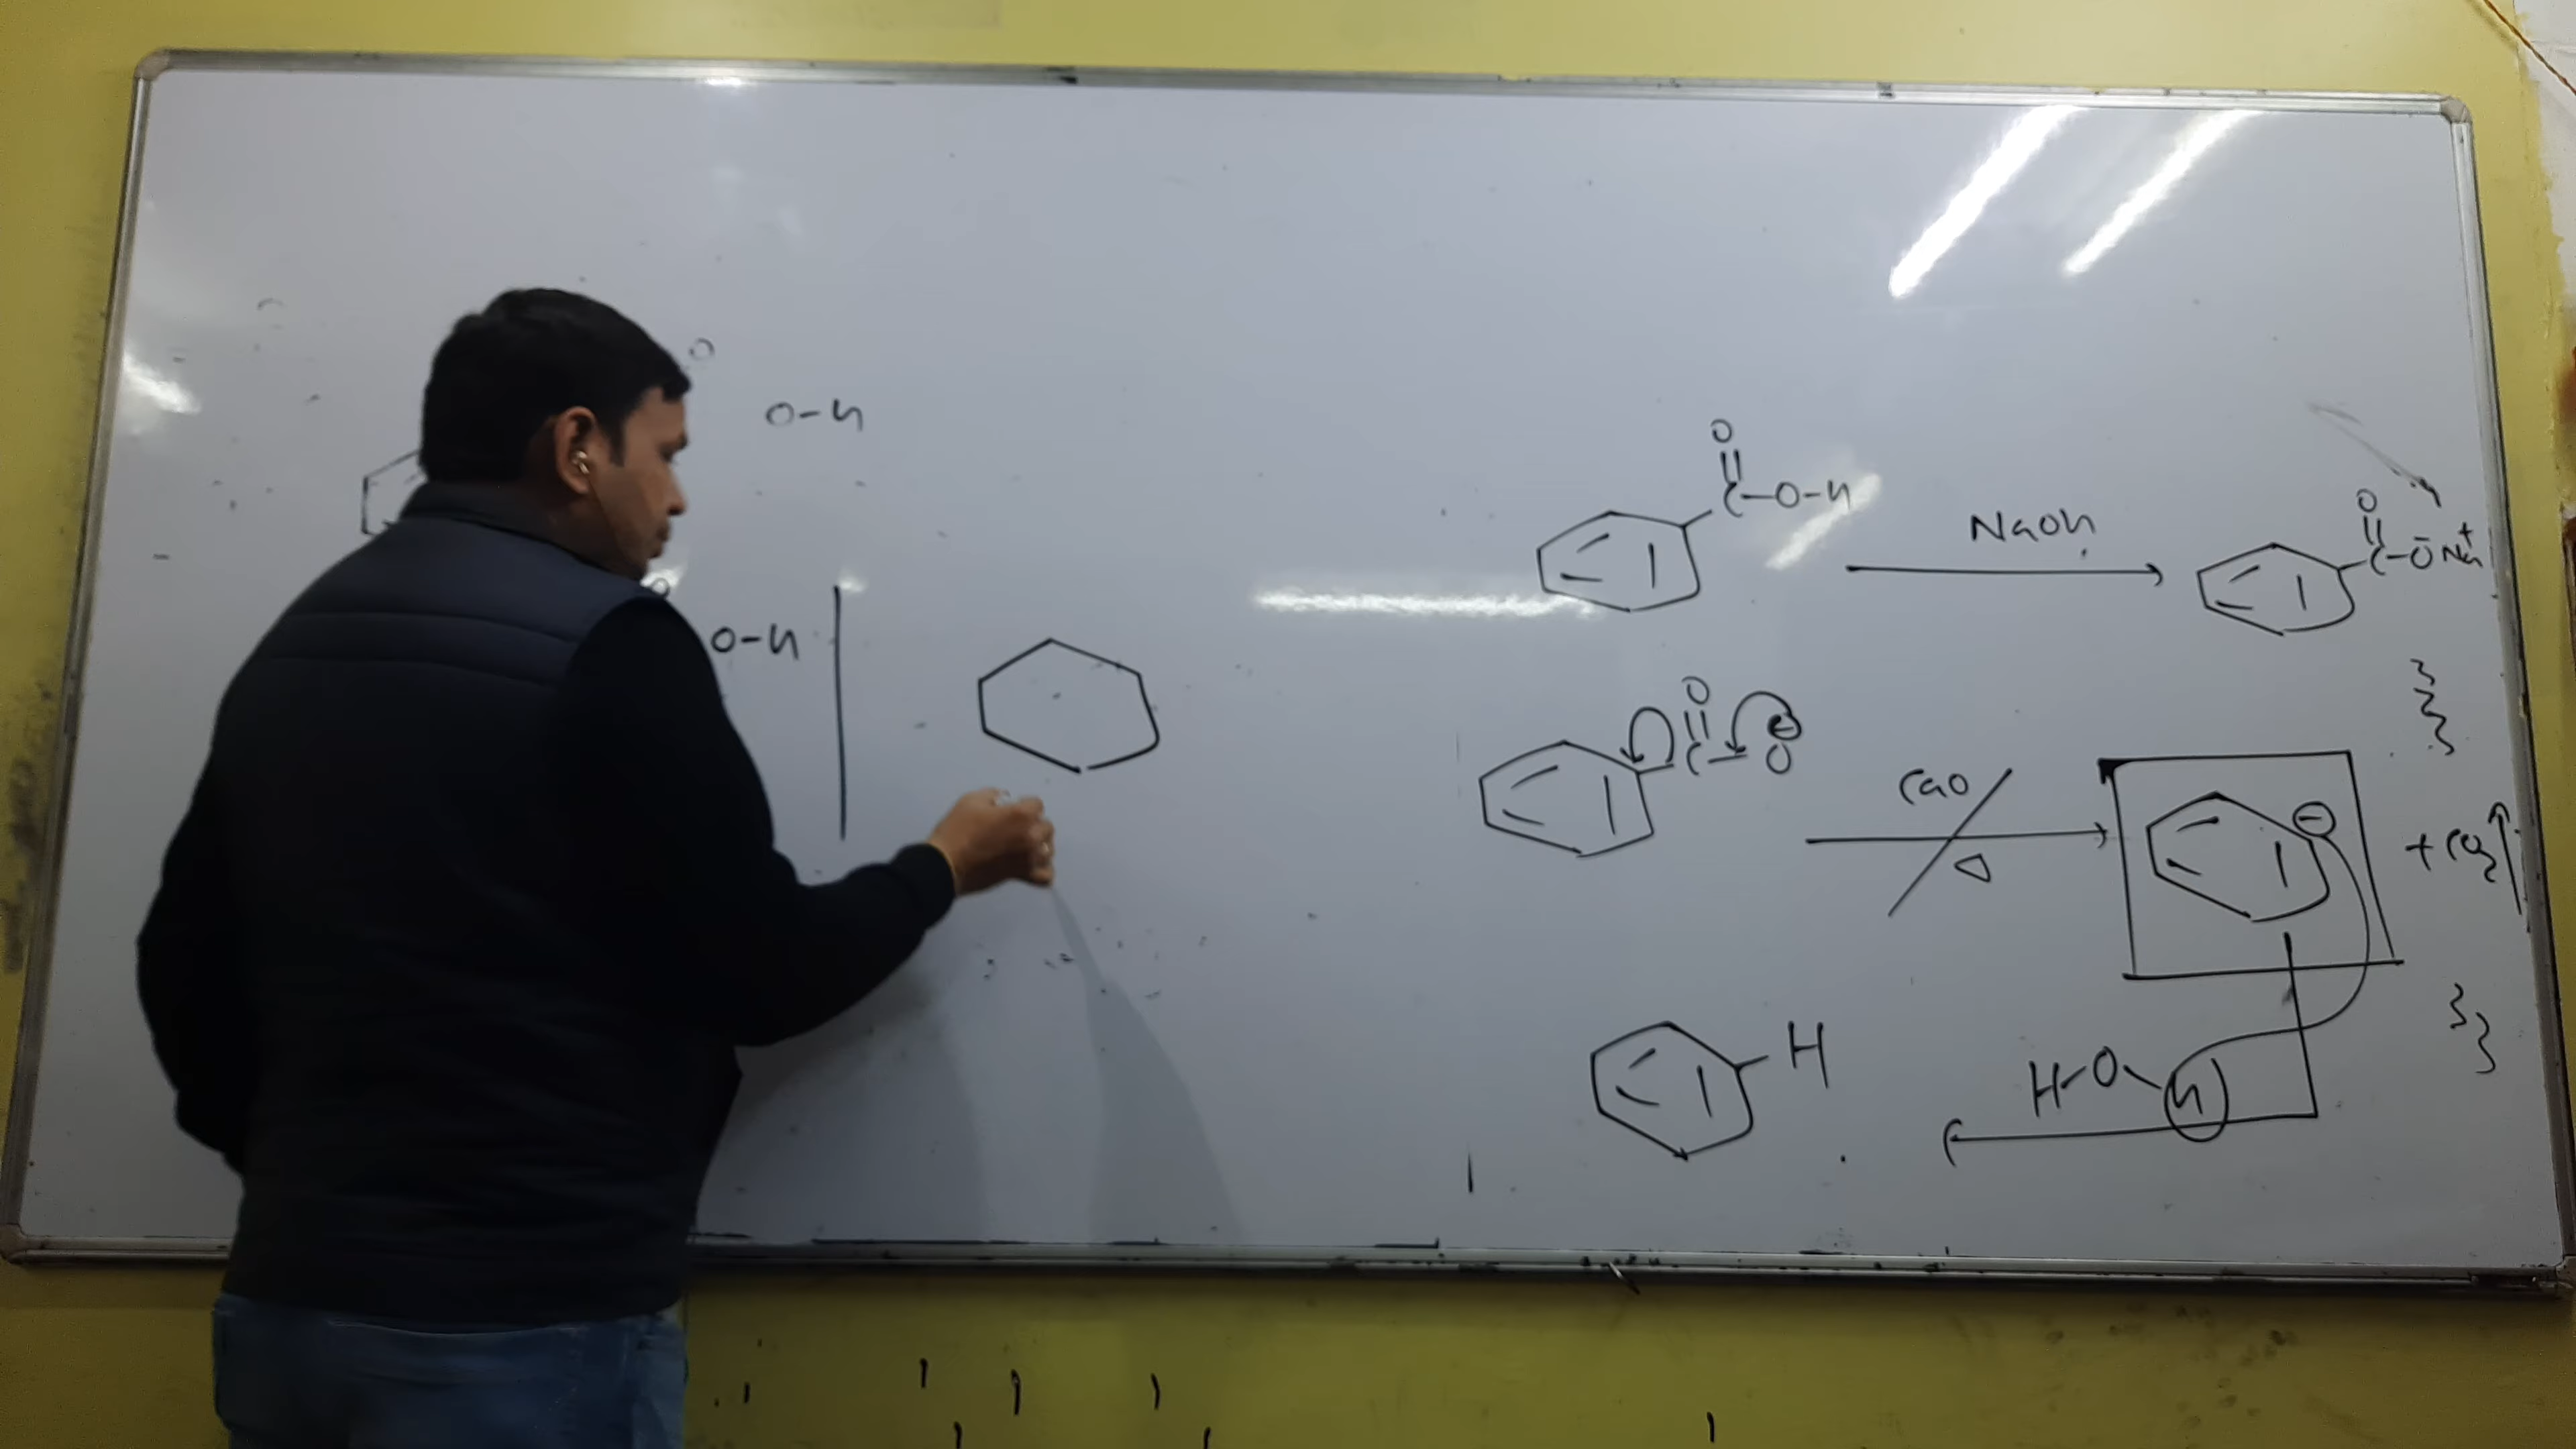 O
O-H
O
O-H
O
C-O-H
NaOH
O
C-O⁻ Na⁺
O
C-O⊖
CaO
Δ
⊖
+ CO₂↑
H
H-O-H